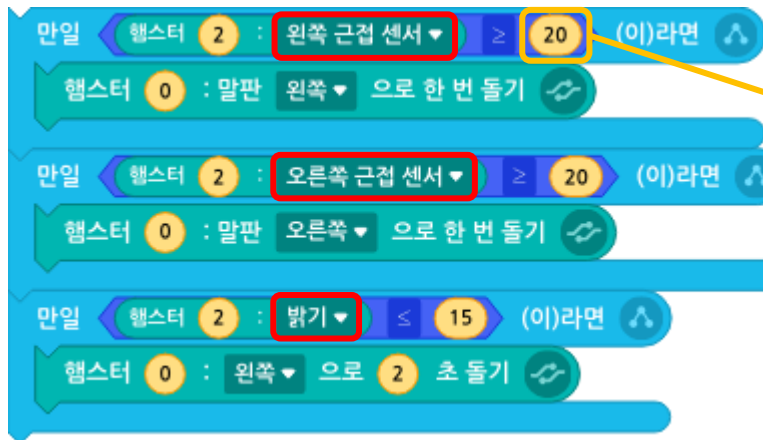 만일 햄스터 2 : 왼쪽 근접 센서 ≥ 20 (이)라면
햄스터 0 : 말판 왼쪽 으로 한 번 돌기
만일 햄스터 2 : 오른쪽 근접 센서 ≥ 20 (이)라면
햄스터 0 : 말판 오른쪽 으로 한 번 돌기
만일 햄스터 2 : 밝기 ≤ 15 (이)라면
햄스터 0 : 왼쪽 으로 2 초 돌기